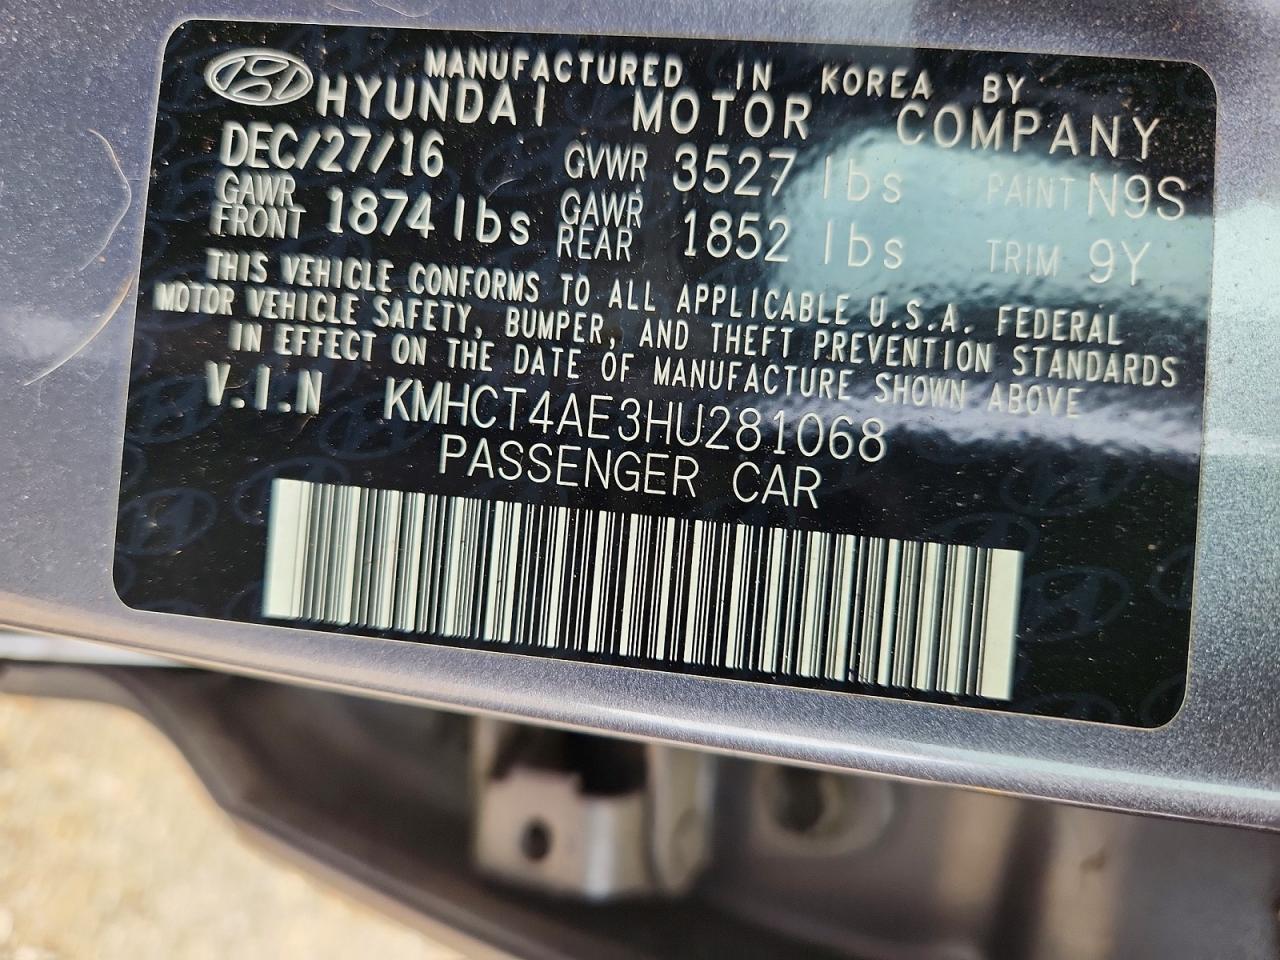 MANUFACTURED IN KOREA BY
HYUNDAI MOTOR COMPANY
DEC/27/16 GVWR 3527 lbs PAINT N9S
GAWR FRONT 1874 lbs GAWR REAR 1852 lbs TRIM 9Y
THIS VEHICLE CONFORMS TO ALL APPLICABLE U.S.A. FEDERAL
MOTOR VEHICLE SAFETY, BUMPER, AND THEFT PREVENTION STANDARDS
IN EFFECT ON THE DATE OF MANUFACTURE SHOWN ABOVE
V.I.N KMHCT4AE3HU281068
PASSENGER CAR